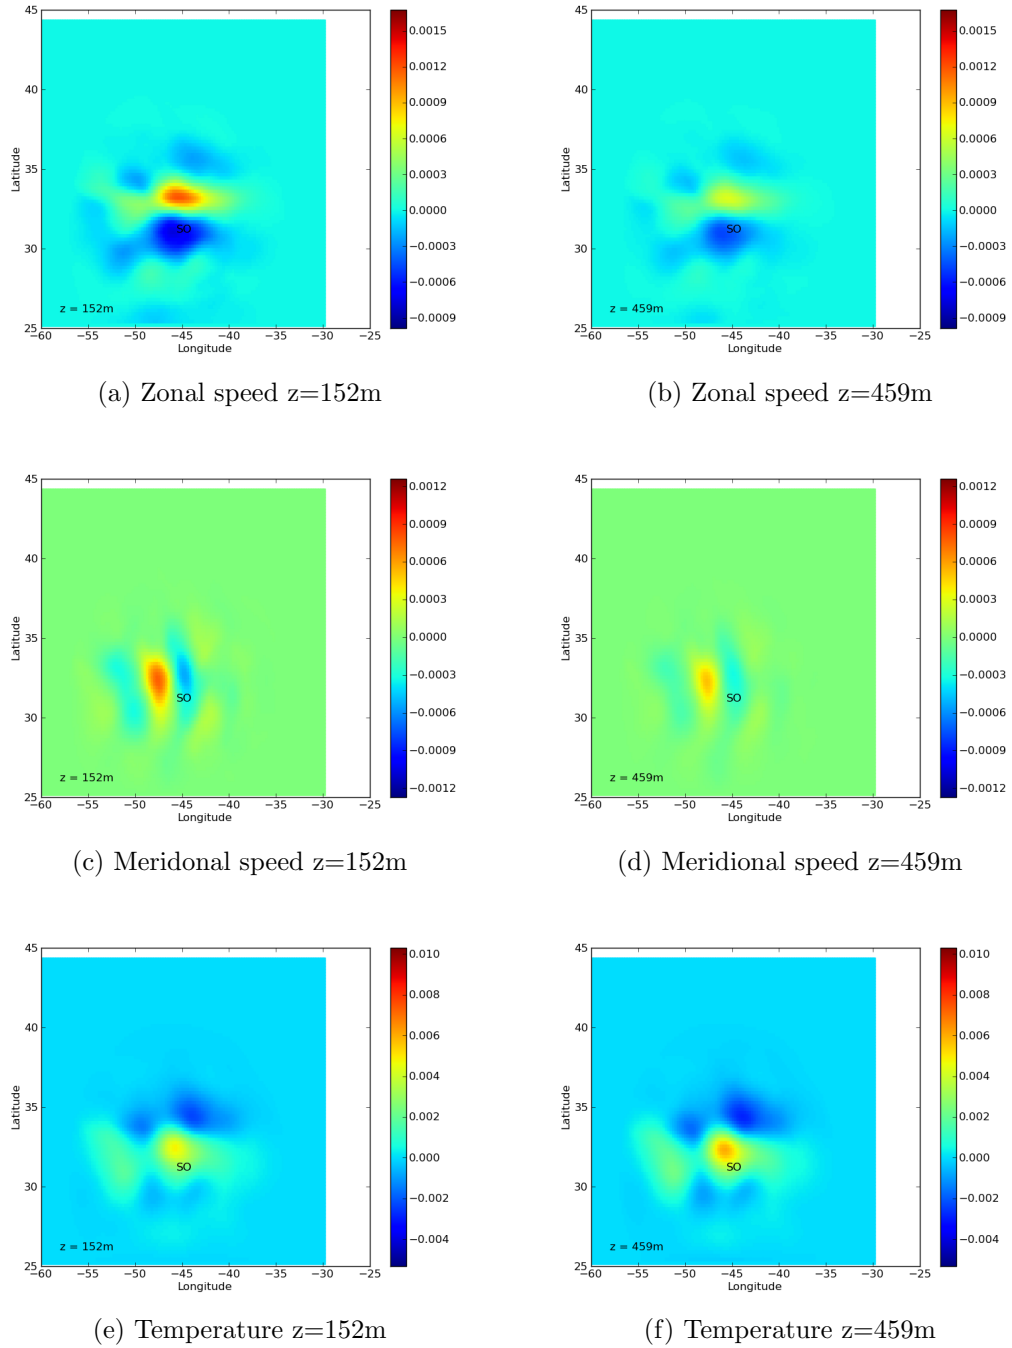 45
40
35
30
25
Latitude
−60 −55 −50 −45 −40 −35 −30 −25
Longitude
SO
z = 152m
0.0015
0.0012
0.0009
0.0006
0.0003
0.0000
−0.0003
−0.0006
−0.0009
(a) Zonal speed z=152m
45
40
35
30
25
Latitude
−60 −55 −50 −45 −40 −35 −30 −25
Longitude
SO
z = 459m
0.0015
0.0012
0.0009
0.0006
0.0003
0.0000
−0.0003
−0.0006
−0.0009
(b) Zonal speed z=459m
45
40
35
30
25
Latitude
−60 −55 −50 −45 −40 −35 −30 −25
Longitude
SO
z = 152m
0.0012
0.0009
0.0006
0.0003
0.0000
−0.0003
−0.0006
−0.0009
−0.0012
(c) Meridonal speed z=152m
45
40
35
30
25
Latitude
−60 −55 −50 −45 −40 −35 −30 −25
Longitude
SO
z = 459m
0.0012
0.0009
0.0006
0.0003
0.0000
−0.0003
−0.0006
−0.0009
−0.0012
(d) Meridional speed z=459m
45
40
35
30
25
Latitude
−60 −55 −50 −45 −40 −35 −30 −25
Longitude
SO
z = 152m
0.010
0.008
0.006
0.004
0.002
0.000
−0.002
−0.004
(e) Temperature z=152m
45
40
35
30
25
Latitude
−60 −55 −50 −45 −40 −35 −30 −25
Longitude
SO
z = 459m
0.010
0.008
0.006
0.004
0.002
0.000
−0.002
−0.004
(f) Temperature z=459m